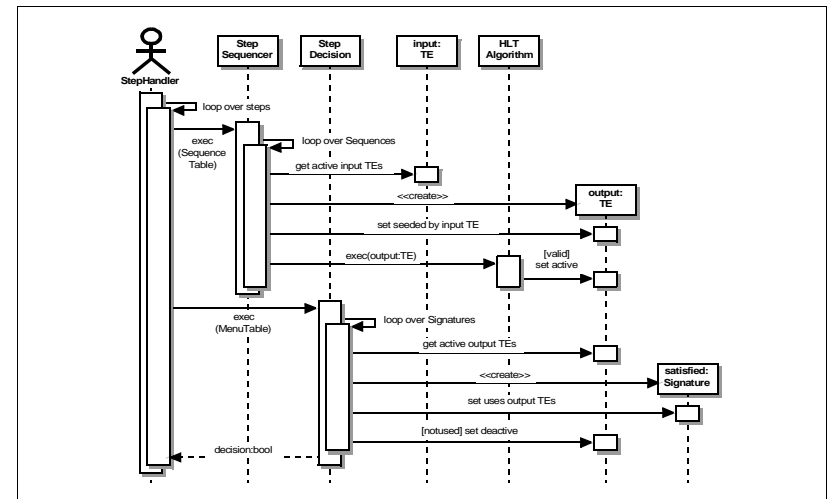 Step
Sequencer
Step
Decision
input:
TE
HLT
Algorithm
StepHandler
loop over steps
exec
(Sequence
Table)
loop over Sequences
get active input TEs
<<create>>
output:
TE
set seeded by input TE
exec(output:TE)
[valid]
set active
exec
(MenuTable)
loop over Signatures
get active output TEs
<<create>>
satisfied:
Signature
set uses output TEs
[notused] set deactive
decision:bool